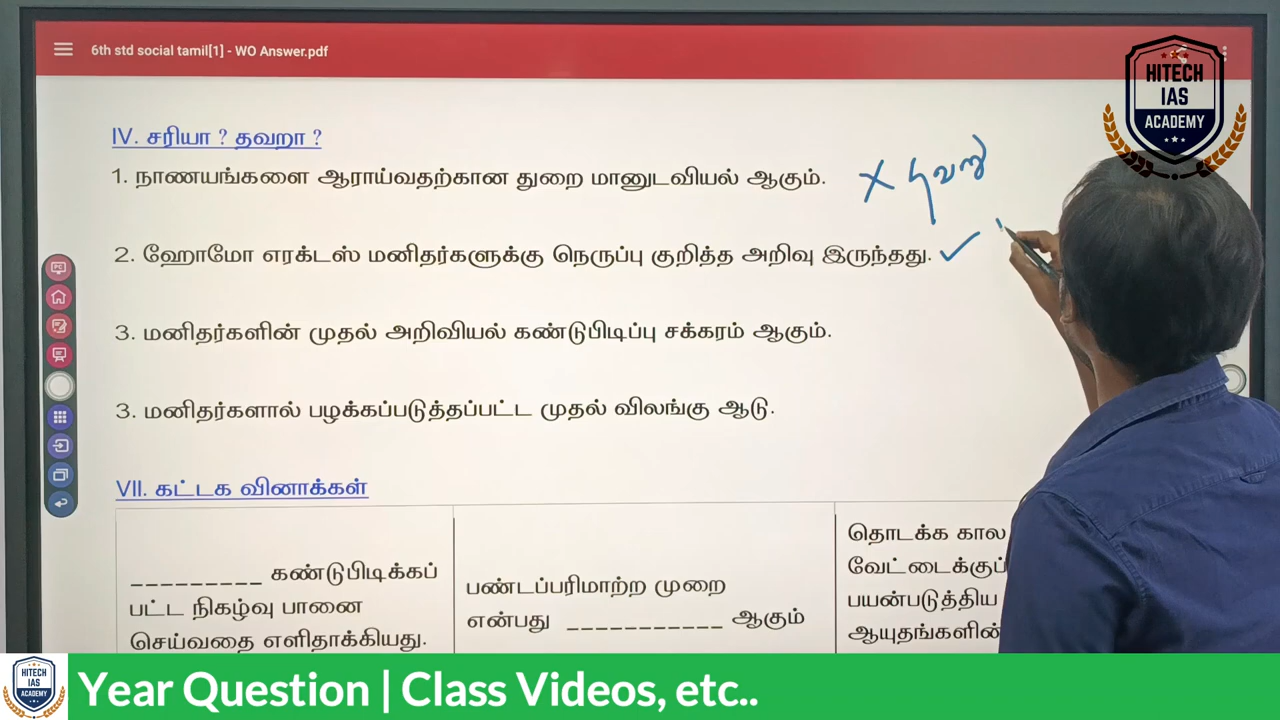 6th std social tamil[1] - WO Answer.pdf
HITECH
IAS
ACADEMY
IV. சரியா ? தவறா ?
1. நாணயங்களை ஆராய்வதற்கான துறை மானுடவியல் ஆகும். X தவறு
2. ஹோமோ எரக்டஸ் மனிதர்களுக்கு நெருப்பு குறித்த அறிவு இருந்தது. ✓
3. மனிதர்களின் முதல் அறிவியல் கண்டுபிடிப்பு சக்கரம் ஆகும்.
3. மனிதர்களால் பழக்கப்படுத்தப்பட்ட முதல் விலங்கு ஆடு.
VII. கட்டக வினாக்கள்
_________ கண்டுபிடிக்கப்
பட்ட நிகழ்வு பானை
செய்வதை எளிதாக்கியது.
பண்டப்பரிமாற்ற முறை
என்பது ___________ ஆகும்
தொடக்க கால
வேட்டைக்குப்
பயன்படுத்திய
ஆயுதங்களின்
HITECH
IAS
ACADEMY
Year Question | Class Videos, etc..